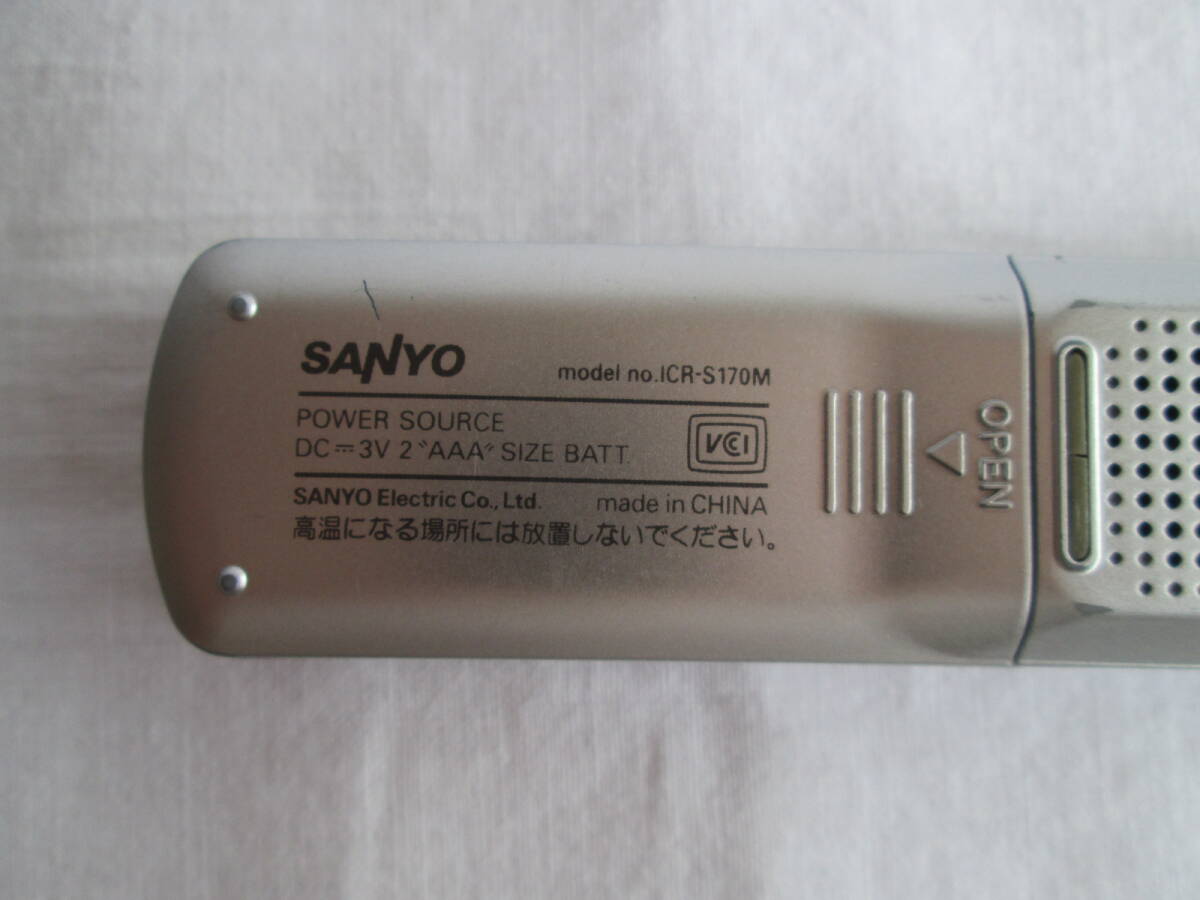 SANYO model no.ICR-S170M
POWER SOURCE
DC⎓3V 2 "AAA" SIZE BATT.
VCI
SANYO Electric Co., Ltd. made in CHINA
高温になる場所には放置しないでください。
OPEN